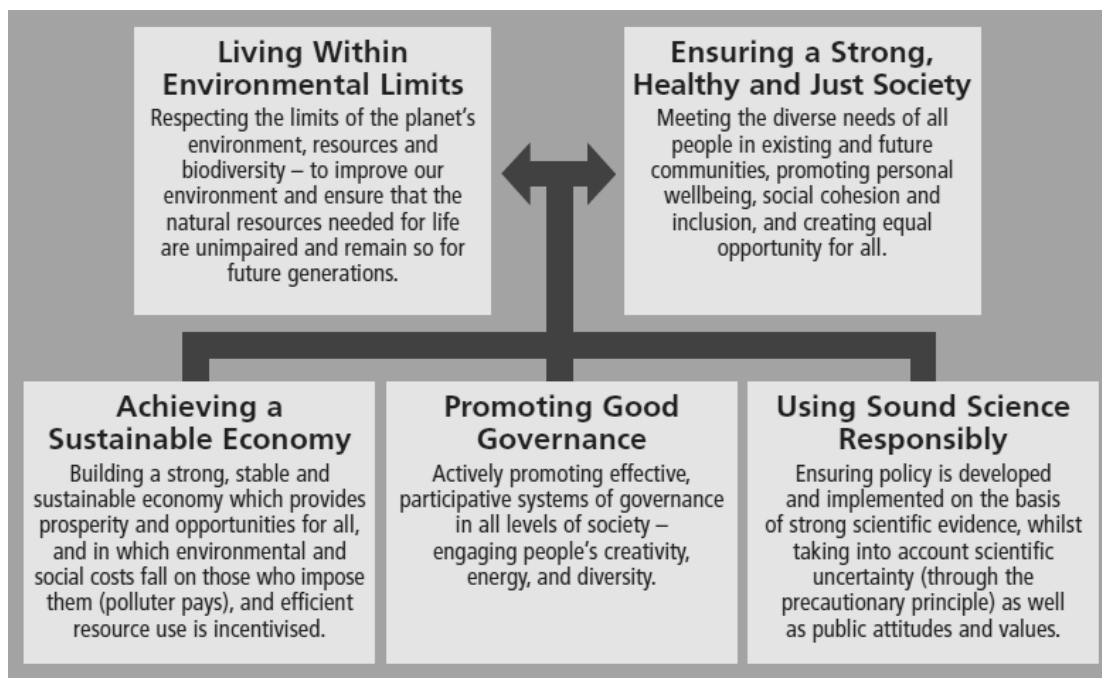 Living Within
Environmental Limits
Respecting the limits of the planet’s
environment, resources and
biodiversity – to improve our
environment and ensure that the
natural resources needed for life
are unimpaired and remain so for
future generations.
Ensuring a Strong,
Healthy and Just Society
Meeting the diverse needs of all
people in existing and future
communities, promoting personal
wellbeing, social cohesion and
inclusion, and creating equal
opportunity for all.
Achieving a
Sustainable Economy
Building a strong, stable and
sustainable economy which provides
prosperity and opportunities for all,
and in which environmental and
social costs fall on those who impose
them (polluter pays), and efficient
resource use is incentivised.
Promoting Good
Governance
Actively promoting effective,
participative systems of governance
in all levels of society –
engaging people’s creativity,
energy, and diversity.
Using Sound Science
Responsibly
Ensuring policy is developed
and implemented on the basis
of strong scientific evidence, whilst
taking into account scientific
uncertainty (through the
precautionary principle) as well
as public attitudes and values.